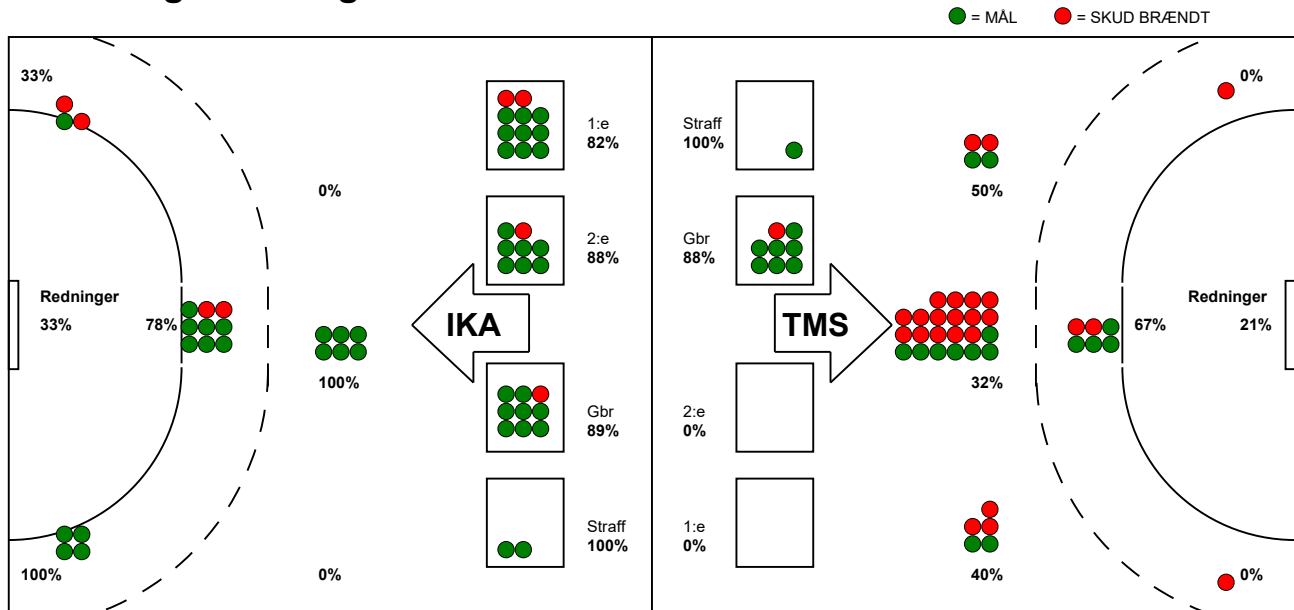 = MÅL = SKUD BRÆNDT
33%
0%
1:e
82%
Straff
100%
0%
50%
2:e
88%
Gbr
88%
Redninger
33%
78%
IKA
TMS
67%
Redninger
21%
100%
32%
Gbr
89%
2:e
0%
Straff
100%
1:e
0%
100%
0%
40%
0%